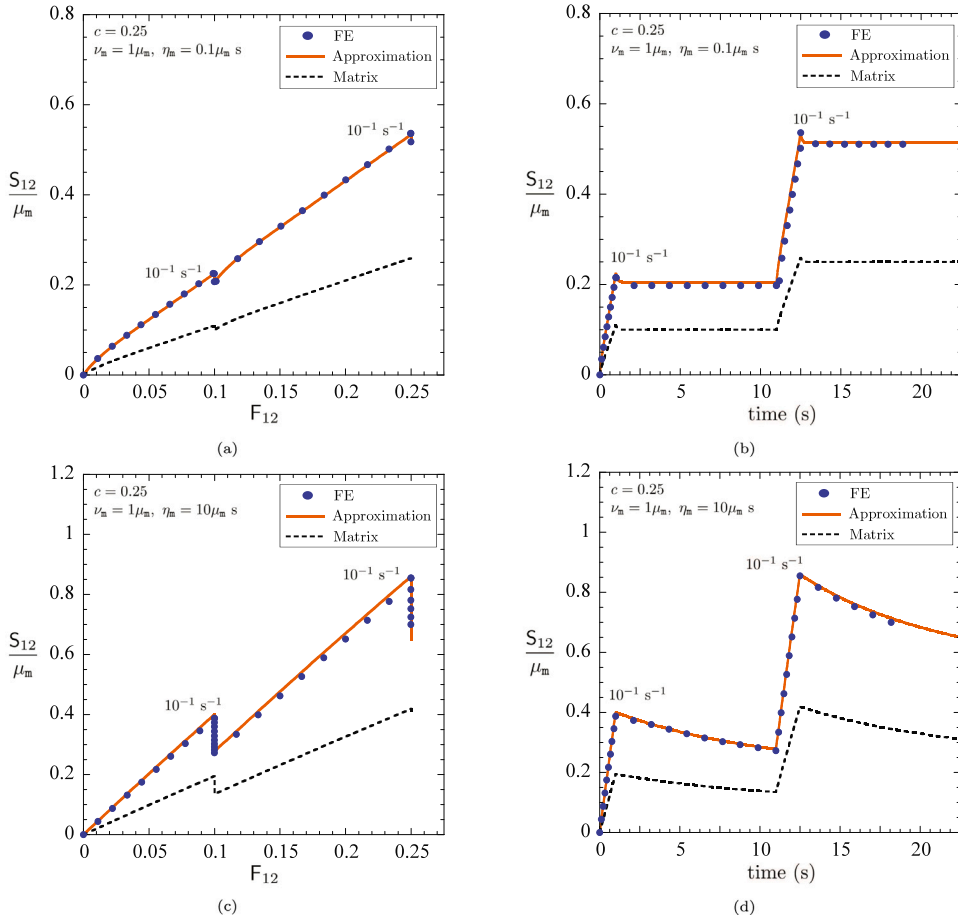 c = 0.25
ν_m = 1μ_m, η_m = 0.1μ_m s
FE
Approximation
Matrix
10⁻¹ s⁻¹
10⁻¹ s⁻¹
S₁₂/μ_m
0.8
0.6
0.4
0.2
0
0 0.05 0.1 0.15 0.2 0.25
F₁₂
(a)
c = 0.25
ν_m = 1μ_m, η_m = 0.1μ_m s
FE
Approximation
Matrix
10⁻¹ s⁻¹
10⁻¹ s⁻¹
S₁₂/μ_m
0.8
0.6
0.4
0.2
0
0 5 10 15 20
time (s)
(b)
c = 0.25
ν_m = 1μ_m, η_m = 10μ_m s
FE
Approximation
Matrix
10⁻¹ s⁻¹
10⁻¹ s⁻¹
S₁₂/μ_m
1.2
1
0.8
0.6
0.4
0.2
0
0 0.05 0.1 0.15 0.2 0.25
F₁₂
(c)
c = 0.25
ν_m = 1μ_m, η_m = 10μ_m s
FE
Approximation
Matrix
10⁻¹ s⁻¹
10⁻¹ s⁻¹
S₁₂/μ_m
1.2
1
0.8
0.6
0.4
0.2
0
0 5 10 15 20
time (s)
(d)